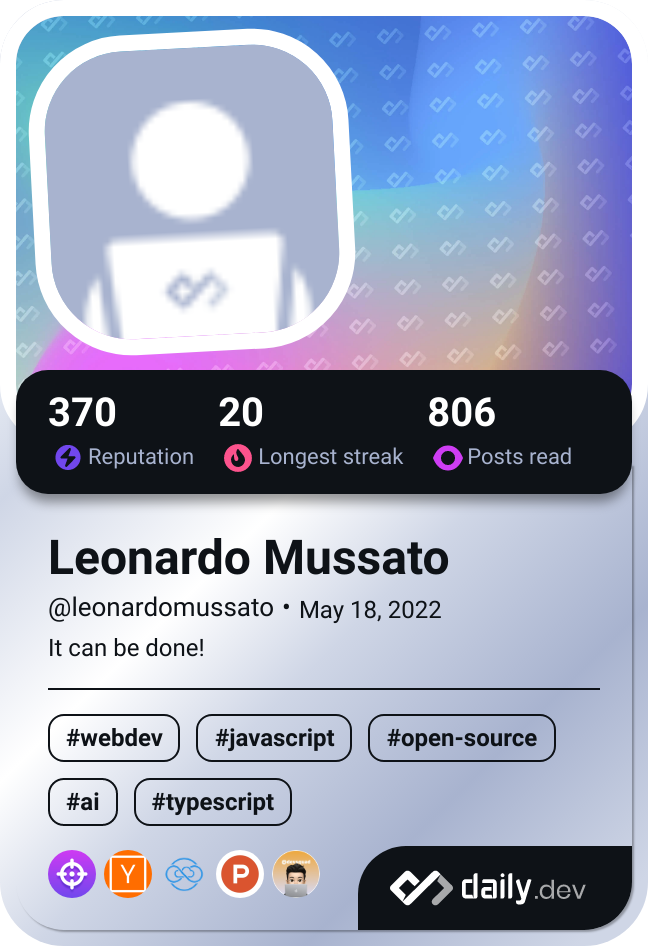 370 20 806
Reputation Longest streak Posts read
Leonardo Mussato
@leonardomussato • May 18, 2022
It can be done!
#webdev #javascript #open-source
#ai #typescript
Y P
daily.dev